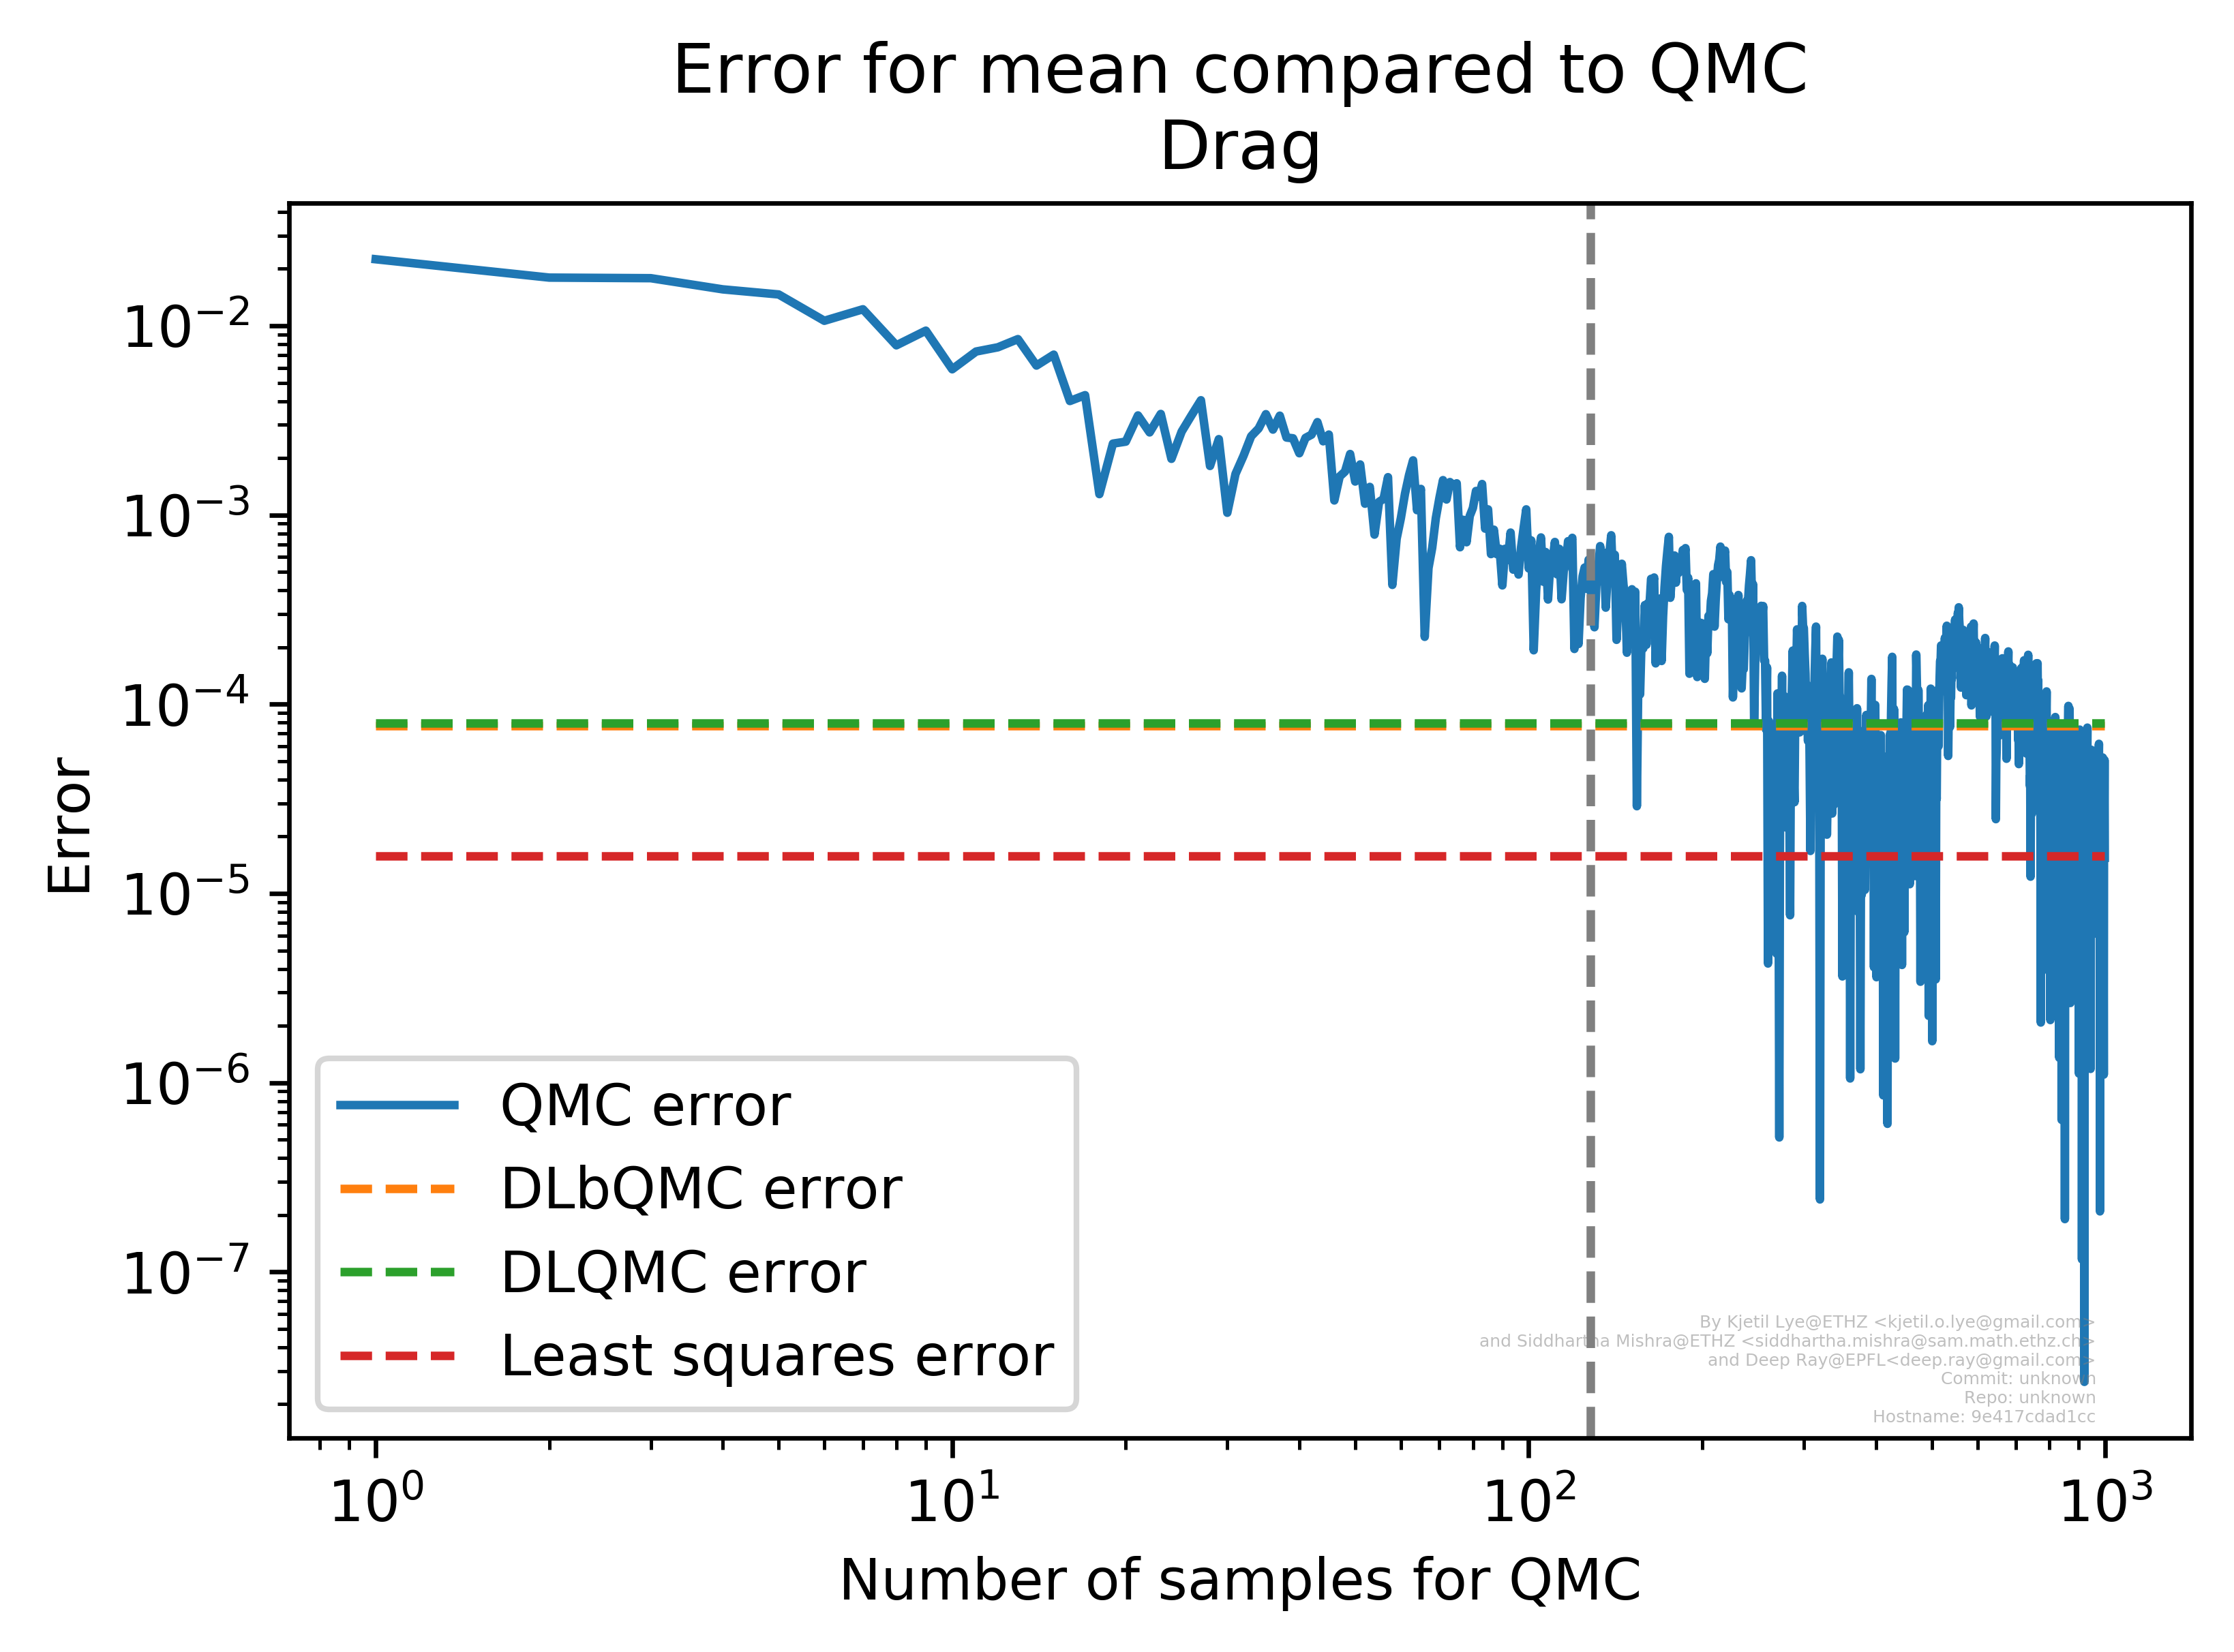 Error for mean compared to QMC
Drag
Error
10⁻²
10⁻³
10⁻⁴
10⁻⁵
10⁻⁶
10⁻⁷
QMC error
DLbQMC error
DLQMC error
Least squares error
By Kjetil Lye@ETHZ <kjetil.o.lye@gmail.com>
and Siddhartha Mishra@ETHZ <siddhartha.mishra@sam.math.ethz.ch>
and Deep Ray@EPFL<deep.ray@gmail.com>
Commit: unknown
Repo: unknown
Hostname: 9e417cdad1cc
10⁰ 10¹ 10² 10³
Number of samples for QMC